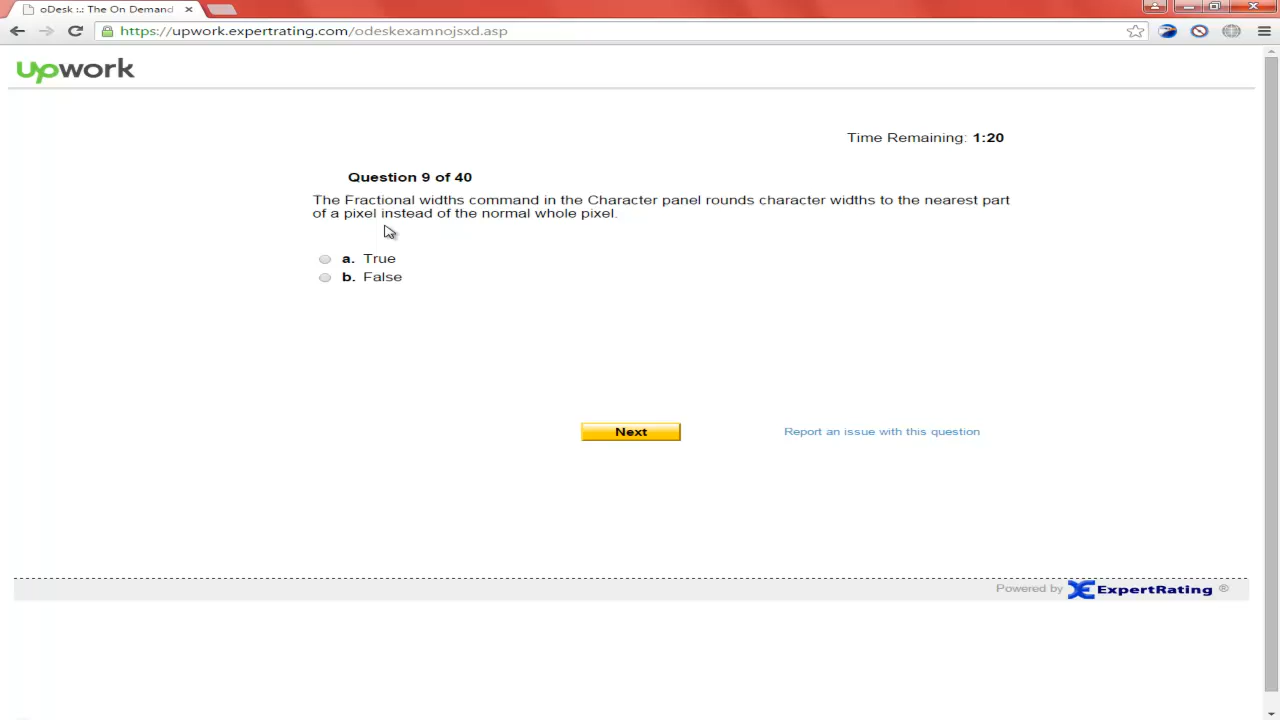 oDesk :.: The On Demand
https://upwork.expertrating.com/odeskexamnojsxd.asp
Upwork
Time Remaining: 1:20
Question 9 of 40
The Fractional widths command in the Character panel rounds character widths to the nearest part
of a pixel instead of the normal whole pixel.
a. True
b. False
Next
Report an issue with this question
Powered by ExpertRating ®